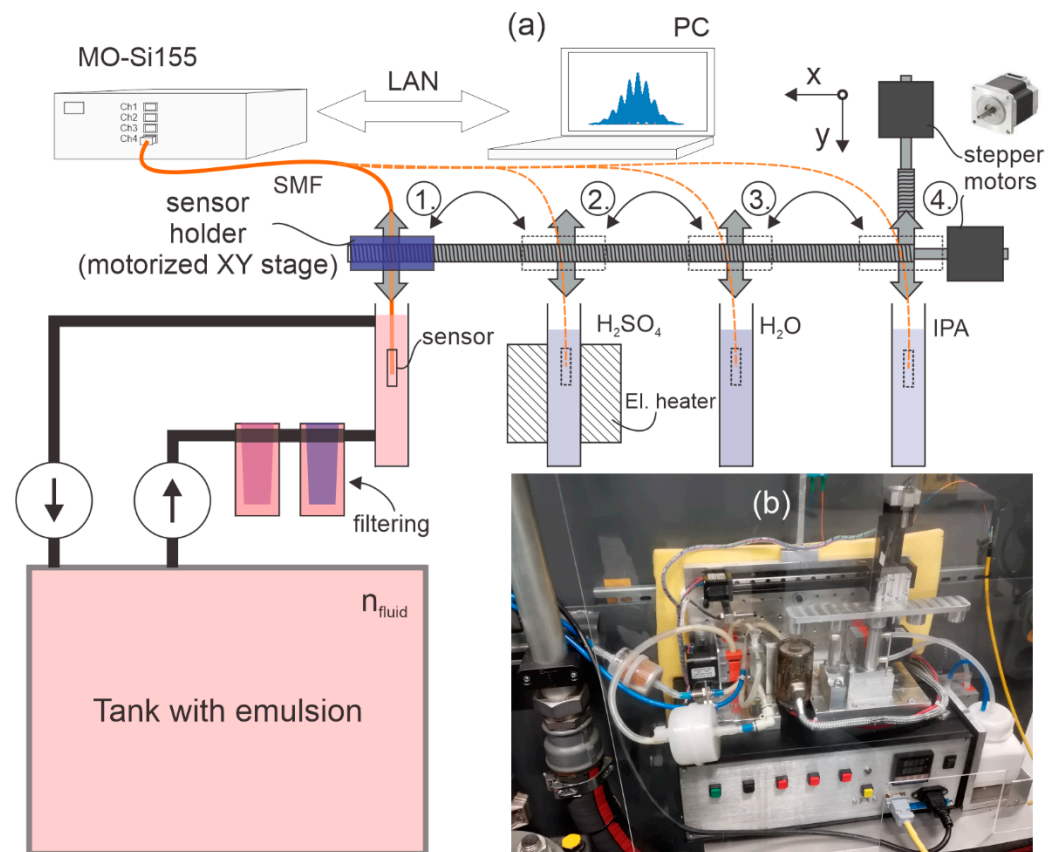 (a)
MO-Si155
LAN
PC
Ch1
Ch2
Ch3
Ch4
x
y
stepper
motors
SMF
1.
2.
3.
4.
sensor
holder
(motorized XY stage)
sensor
H₂SO₄
H₂O
IPA
El. heater
filtering
n_fluid
Tank with emulsion
(b)